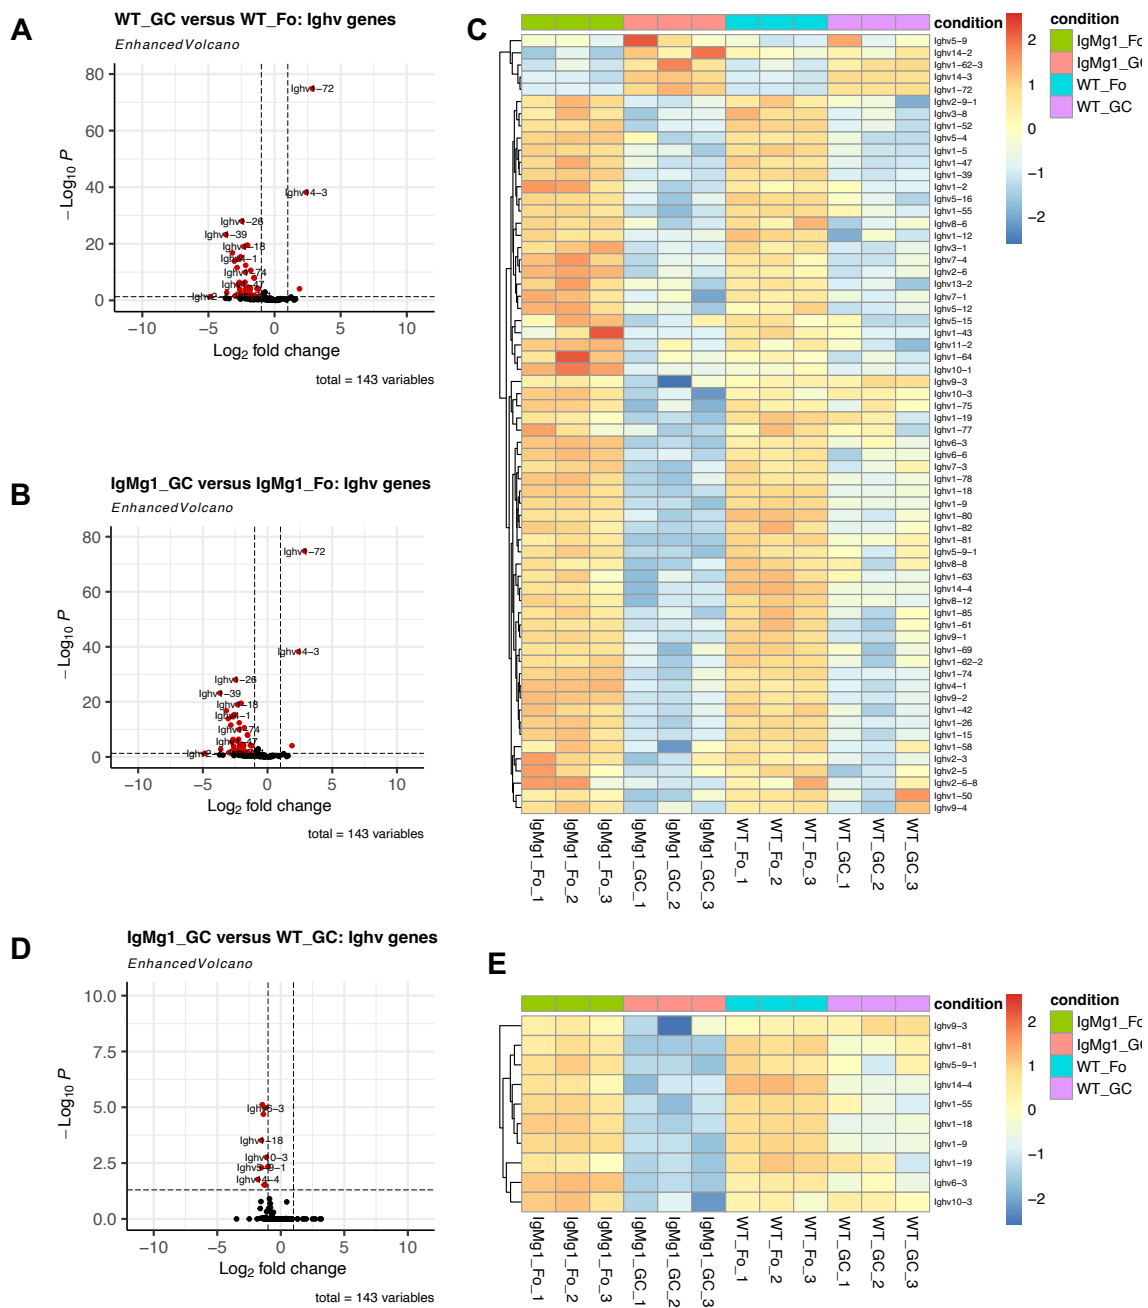 A
WT_GC versus WT_Fo: Ighv genes
EnhancedVolcano
− Log10 P
80
60
40
20
0
Ighv1−72
Ighv14−3
Ighv1−26
Ighv1−39
−10
−5
0
5
10
Log2 fold change
total = 143 variables
B
IgMg1_GC versus IgMg1_Fo: Ighv genes
EnhancedVolcano
− Log10 P
80
60
40
20
0
Ighv1−72
Ighv14−3
Ighv1−26
Ighv1−39
−10
−5
0
5
10
Log2 fold change
total = 143 variables
C
condition
Ighv5−9
Ighv14−2
Ighv1−62−3
Ighv14−3
Ighv1−72
Ighv2−9−1
Ighv3−8
Ighv1−52
Ighv5−4
Ighv1−5
Ighv1−47
Ighv1−39
Ighv1−2
Ighv5−16
Ighv1−55
Ighv8−6
Ighv1−12
Ighv3−1
Ighv7−4
Ighv2−6
Ighv13−2
Ighv7−1
Ighv5−12
Ighv5−15
Ighv1−43
Ighv11−2
Ighv1−64
Ighv10−1
Ighv9−3
Ighv10−3
Ighv1−75
Ighv1−19
Ighv1−77
Ighv6−3
Ighv6−6
Ighv7−3
Ighv1−78
Ighv1−18
Ighv1−9
Ighv1−80
Ighv1−82
Ighv1−81
Ighv5−9−1
Ighv8−8
Ighv1−63
Ighv14−4
Ighv8−12
Ighv1−85
Ighv1−61
Ighv9−1
Ighv1−69
Ighv1−62−2
Ighv1−74
Ighv4−1
Ighv9−2
Ighv1−42
Ighv1−26
Ighv1−15
Ighv1−58
Ighv2−3
Ighv2−5
Ighv2−6−8
Ighv1−50
Ighv9−4
IgMg1_Fo_1
IgMg1_Fo_2
IgMg1_Fo_3
IgMg1_GC_1
IgMg1_GC_2
IgMg1_GC_3
WT_Fo_1
WT_Fo_2
WT_Fo_3
WT_GC_1
WT_GC_2
WT_GC_3
2
1
0
−1
−2
condition
IgMg1_Fo
IgMg1_GC
WT_Fo
WT_GC
D
IgMg1_GC versus WT_GC: Ighv genes
EnhancedVolcano
− Log10 P
10.0
7.5
5.0
2.5
0.0
Ighv6−3
Ighv1−18
Ighv10−3
Ighv5−9−1
Ighv14−4
−10
−5
0
5
10
Log2 fold change
total = 143 variables
E
condition
Ighv9−3
Ighv1−81
Ighv5−9−1
Ighv14−4
Ighv1−55
Ighv1−18
Ighv1−9
Ighv1−19
Ighv6−3
Ighv10−3
IgMg1_Fo_1
IgMg1_Fo_2
IgMg1_Fo_3
IgMg1_GC_1
IgMg1_GC_2
IgMg1_GC_3
WT_Fo_1
WT_Fo_2
WT_Fo_3
WT_GC_1
WT_GC_2
WT_GC_3
2
1
0
−1
−2
condition
IgMg1_Fo
IgMg1_GC
WT_Fo
WT_GC